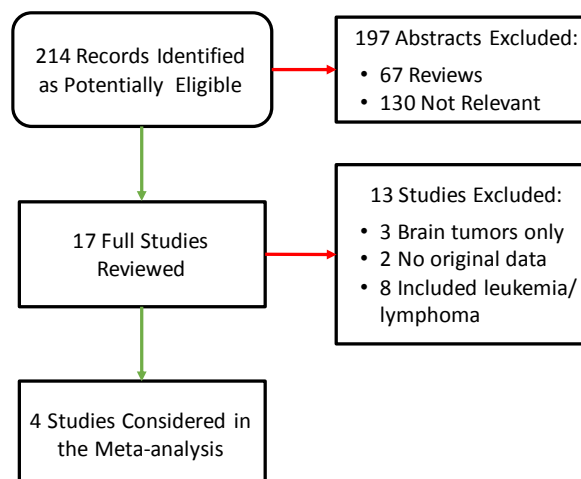 214 Records Identified
as Potentially Eligible
197 Abstracts Excluded:
• 67 Reviews
• 130 Not Relevant
17 Full Studies
Reviewed
13 Studies Excluded:
• 3 Brain tumors only
• 2 No original data
• 8 Included leukemia/
lymphoma
4 Studies Considered in
the Meta-analysis